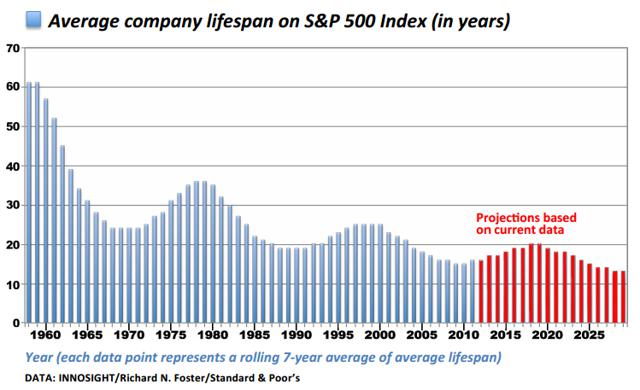 Average company lifespan on S&P 500 Index (in years)
70
60
50
40
30
20
10
0
Projections based
on current data
1960 1965 1970 1975 1980 1985 1990 1995 2000 2005 2010 2015 2020 2025
Year (each data point represents a rolling 7-year average of average lifespan)
DATA: INNOSIGHT/Richard N. Foster/Standard & Poor's